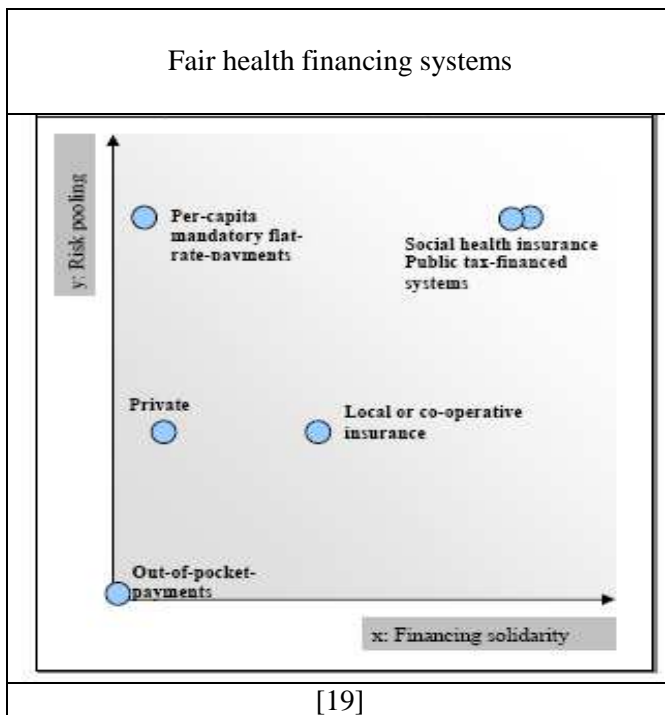 Fair health financing systems
y: Risk pooling
Per-capita
mandatory flat-
rate-payments
Social health insurance
Public tax-financed
systems
Private
Local or co-operative
insurance
Out-of-pocket-
payments
x: Financing solidarity
[19]